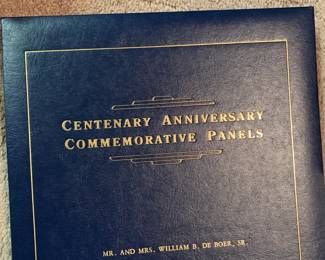 CENTENARY ANNIVERSARY
COMMEMORATIVE PANELS
MR. AND MRS. WILLIAM B. DE BOER, SR.